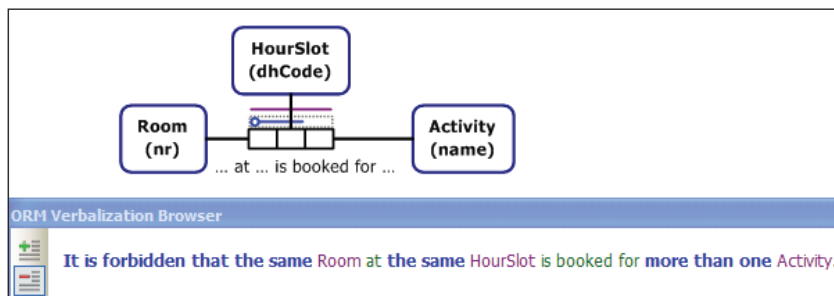 HourSlot
(dhCode)
Room
(nr)
Activity
(name)
... at ... is booked for ...
ORM Verbalization Browser
It is forbidden that the same Room at the same HourSlot is booked for more than one Activity.